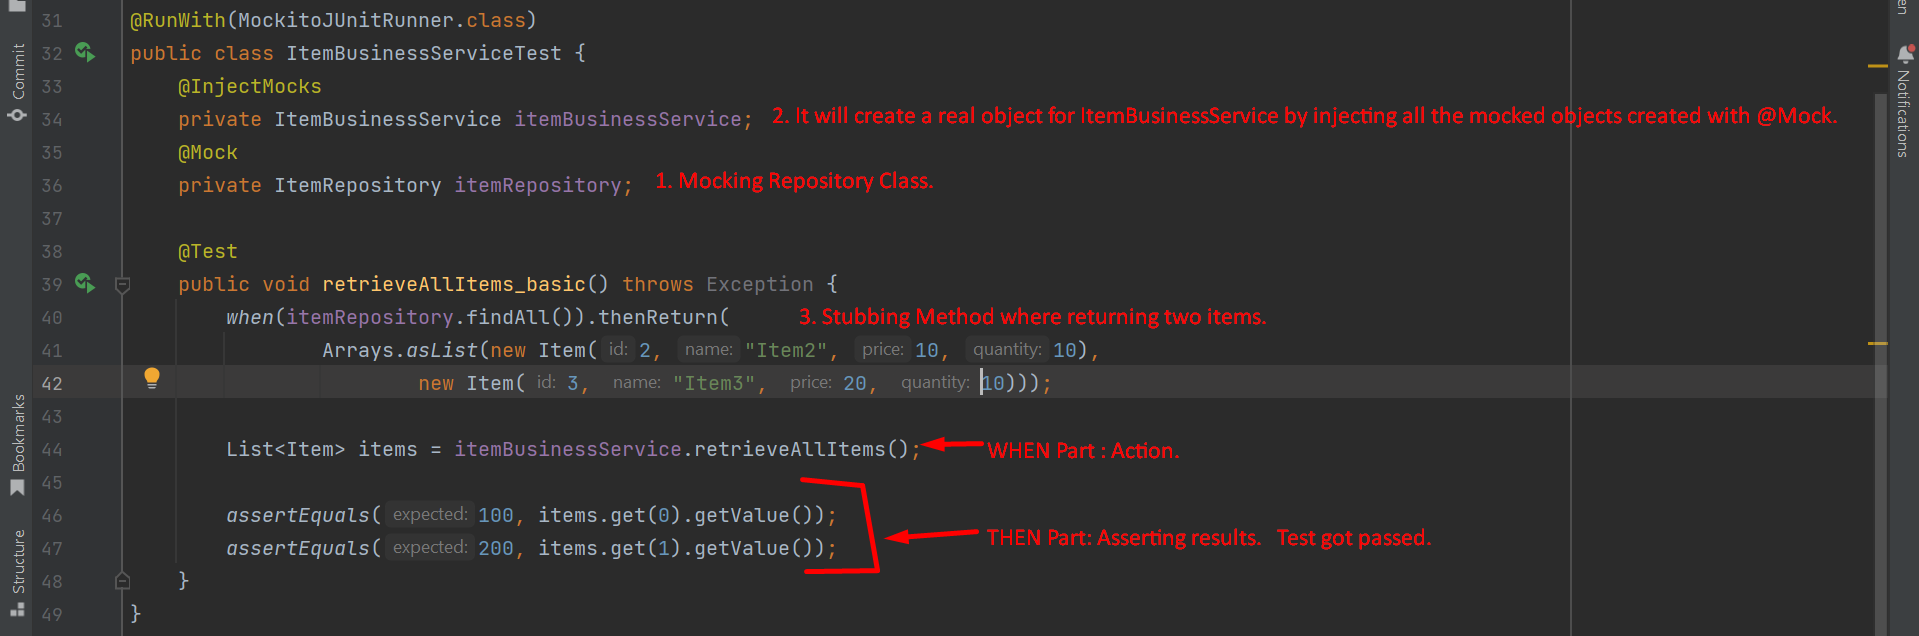 31 @RunWith(MockitoJUnitRunner.class)
32 public class ItemBusinessServiceTest {
33 @InjectMocks
34 private ItemBusinessService itemBusinessService; 2. It will create a real object for ItemBusinessService by injecting all the mocked objects created with @Mock.
35 @Mock
36 private ItemRepository itemRepository; 1. Mocking Repository Class.
37
38 @Test
39 public void retrieveAllItems_basic() throws Exception {
40 when(itemRepository.findAll()).thenReturn( 3. Stubbing Method where returning two items.
41 Arrays.asList(new Item( id: 2, name: "Item2", price: 10, quantity: 10),
42 new Item( id: 3, name: "Item3", price: 20, quantity: 10)));
43
44 List<Item> items = itemBusinessService.retrieveAllItems(); WHEN Part : Action.
45
46 assertEquals( expected: 100, items.get(0).getValue());
47 assertEquals( expected: 200, items.get(1).getValue()); THEN Part: Asserting results. Test got passed.
48 }
49 }
Commit
Bookmarks
Structure
en
Notifications